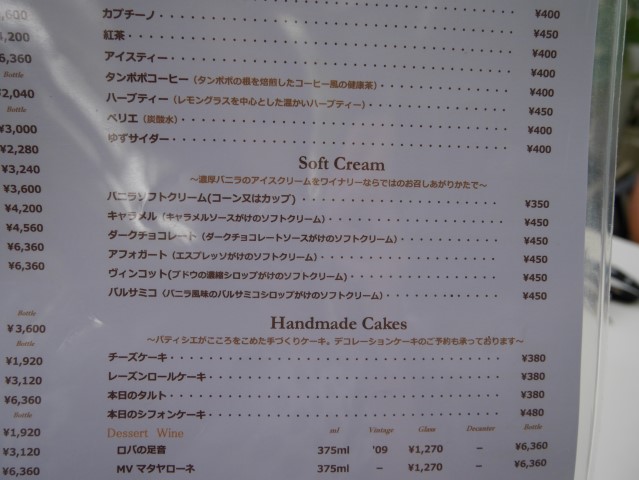 ,600
,200
6,360
Bottle
¥2,040
¥3,000
¥2,280
¥3,240
¥3,600
¥4,200
¥4,560
¥6,360
¥6,360
Bottle
¥3,600
Bottle
¥1,920
¥3,120
¥6,360
Bottle
¥1,920
¥3,120
¥6,360
¥400
カプチーノ ¥450
紅茶 ¥400
アイスティー ¥400
タンポポコーヒー（タンポポの根を焙煎したコーヒー風の健康茶） ¥400
ハーブティー（レモングラスを中心とした温かいハーブティー） ¥450
ペリエ（炭酸水） ¥400
ゆずサイダー ¥400
Soft Cream
～濃厚バニラのアイスクリームをワイナリーならではのお召しあがりかたで～
バニラソフトクリーム(コーン又はカップ) ¥350
キャラメル（キャラメルソースがけのソフトクリーム） ¥450
ダークチョコレート（ダークチョコレートソースがけのソフトクリーム） ¥450
アフォガート（エスプレッソがけのソフトクリーム） ¥450
ヴィンコット(ブドウの濃縮シロップがけのソフトクリーム） ¥450
バルサミコ（バニラ風味のバルサミコシロップがけのソフトクリーム） ¥450
Handmade Cakes
～パティシエがこころをこめた手づくりケーキ。デコレーションケーキのご予約も承っております～
チーズケーキ ¥380
レーズンロールケーキ ¥380
本日のタルト ¥380
本日のシフォンケーキ ¥480
Dessert Wine ml Vintage Glass Decanter Bottle
ロバの足音 375ml '09 ¥1,270 － ¥6,360
MV マタヤローネ 375ml － ¥1,270 － ¥6,360